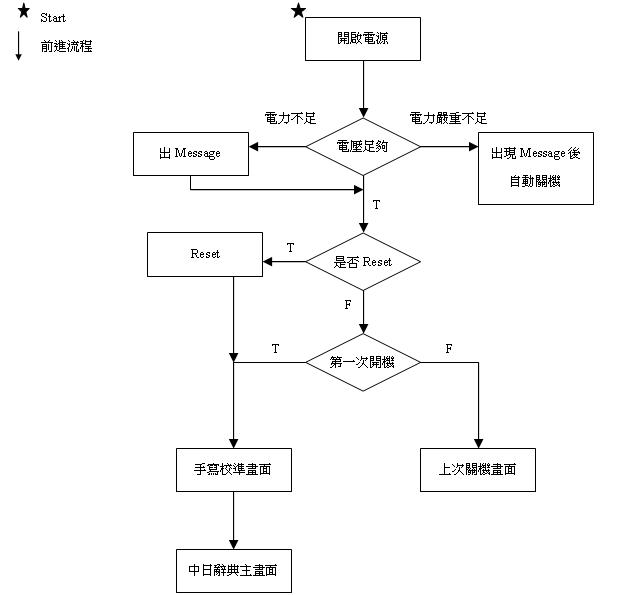 Start
前進流程
開啟電源
電力不足
電力嚴重不足
出 Message
電壓足夠
出現 Message 後
自動關機
T
Reset
T
是否 Reset
F
T
第一次開機
F
手寫校準畫面
上次關機畫面
中日辭典主畫面